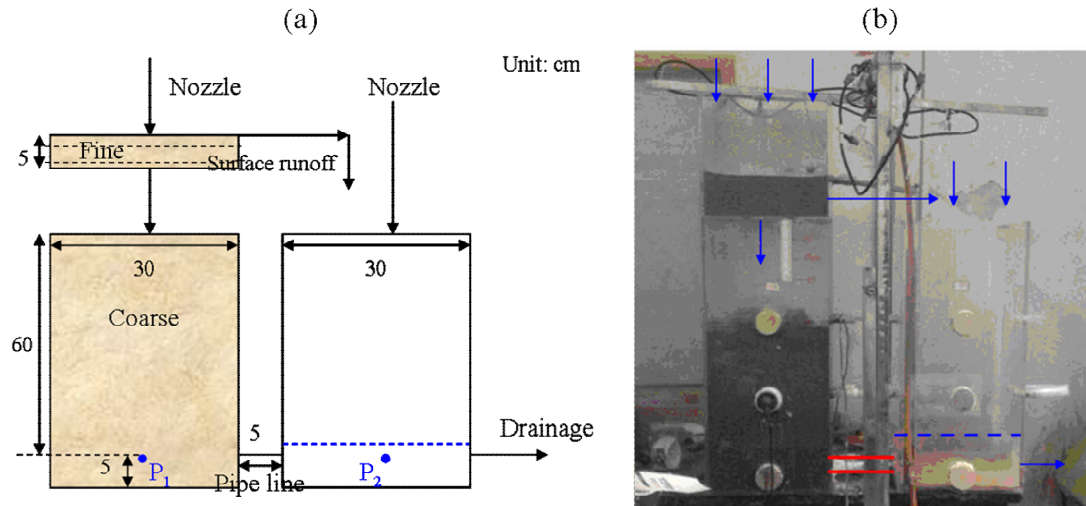 (a)
(b)
Unit: cm
Nozzle
Nozzle
Fine
5
Surface runoff
30
30
Coarse
60
5
Drainage
5
P1
P2
Pipe line